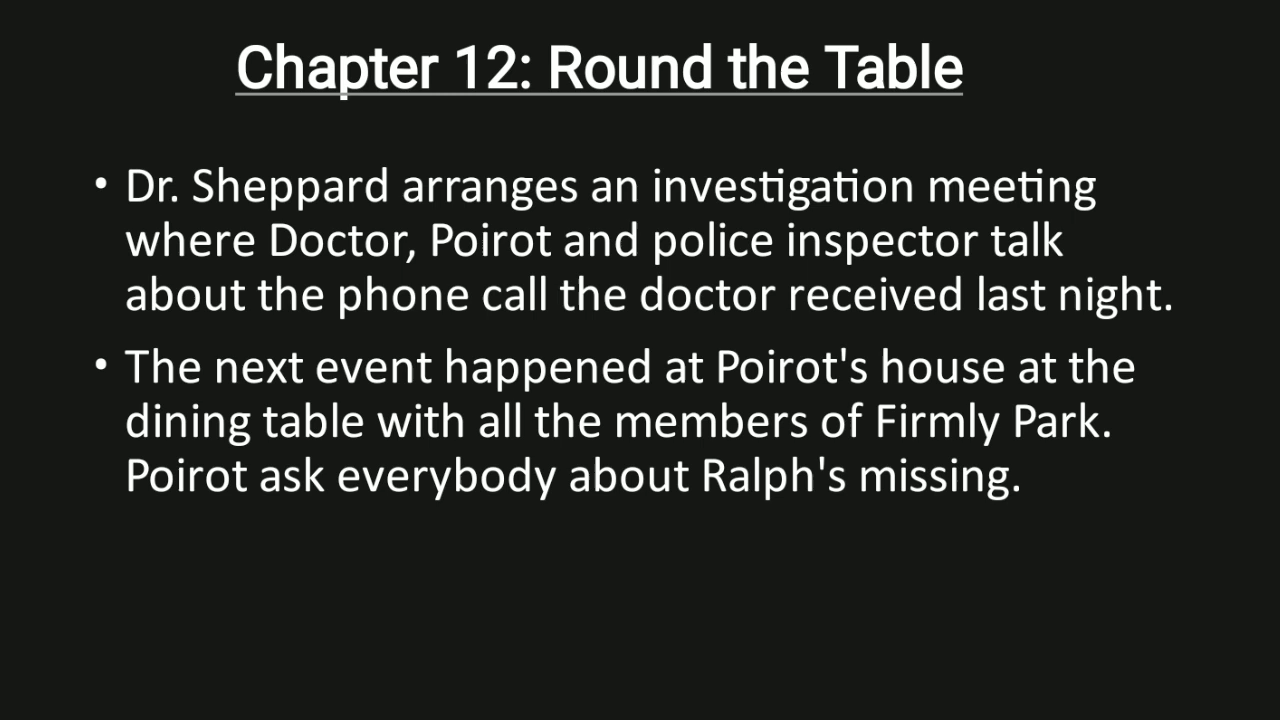 Chapter 12: Round the Table
• Dr. Sheppard arranges an investigation meeting
where Doctor, Poirot and police inspector talk
about the phone call the doctor received last night.
• The next event happened at Poirot's house at the
dining table with all the members of Firmly Park.
Poirot ask everybody about Ralph's missing.